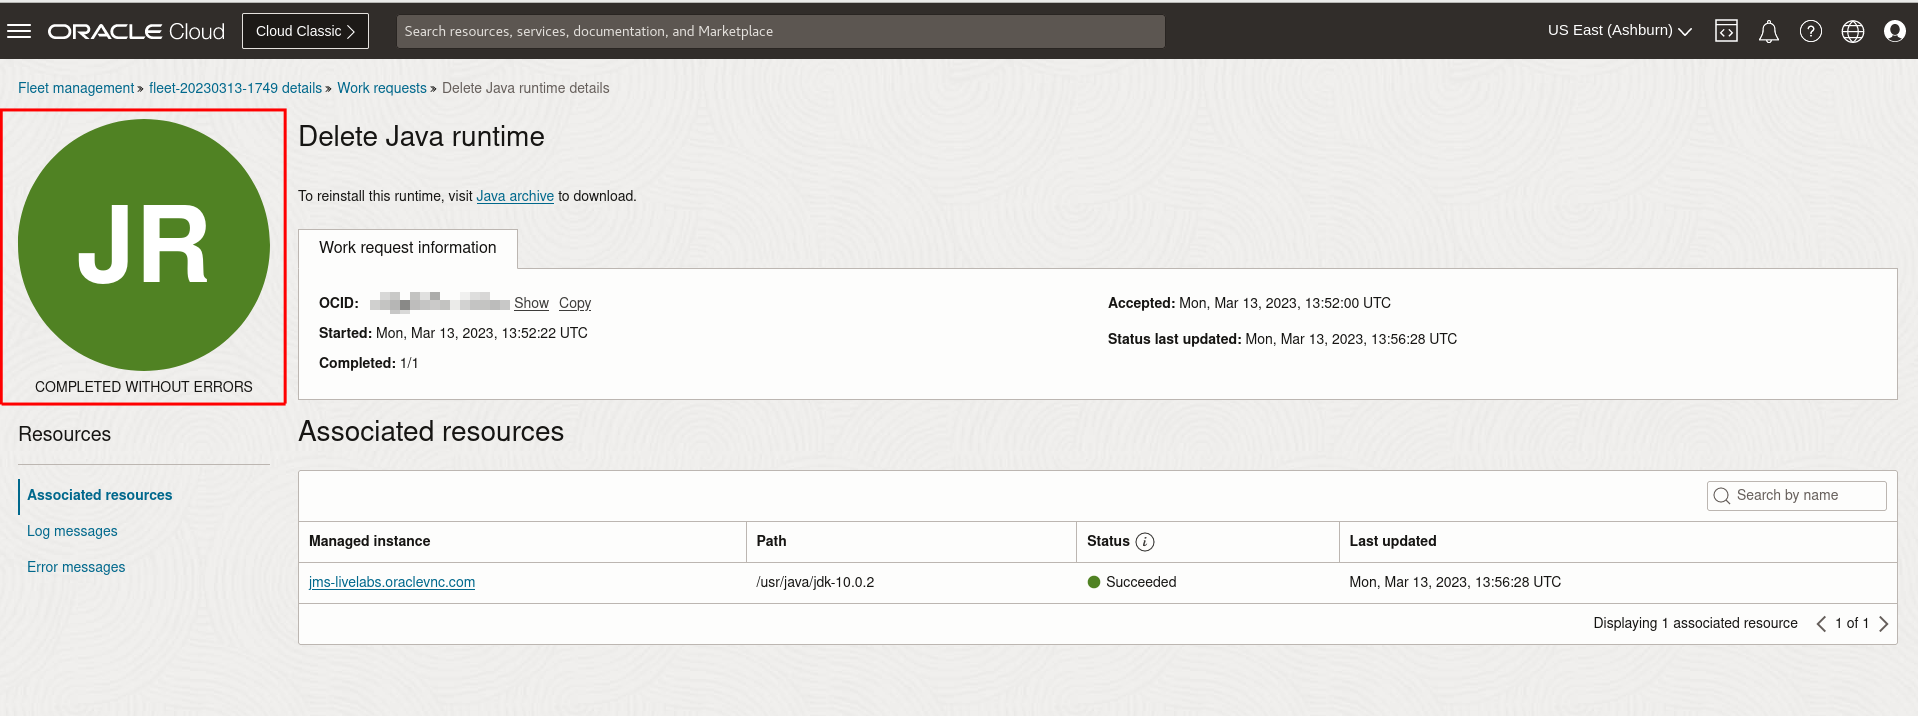 ORACLE Cloud Cloud Classic Search resources, services, documentation, and Marketplace US East (Ashburn)
Fleet management » fleet-20230313-1749 details » Work requests » Delete Java runtime details
JR
COMPLETED WITHOUT ERRORS
Delete Java runtime
To reinstall this runtime, visit Java archive to download.
Work request information
OCID: Show Copy
Started: Mon, Mar 13, 2023, 13:52:22 UTC
Completed: 1/1
Accepted: Mon, Mar 13, 2023, 13:52:00 UTC
Status last updated: Mon, Mar 13, 2023, 13:56:28 UTC
Resources
Associated resources
Log messages
Error messages
Associated resources
Search by name
Managed instance Path Status i Last updated
jms-livelabs.oraclevnc.com /usr/java/jdk-10.0.2 Succeeded Mon, Mar 13, 2023, 13:56:28 UTC
Displaying 1 associated resource 1 of 1